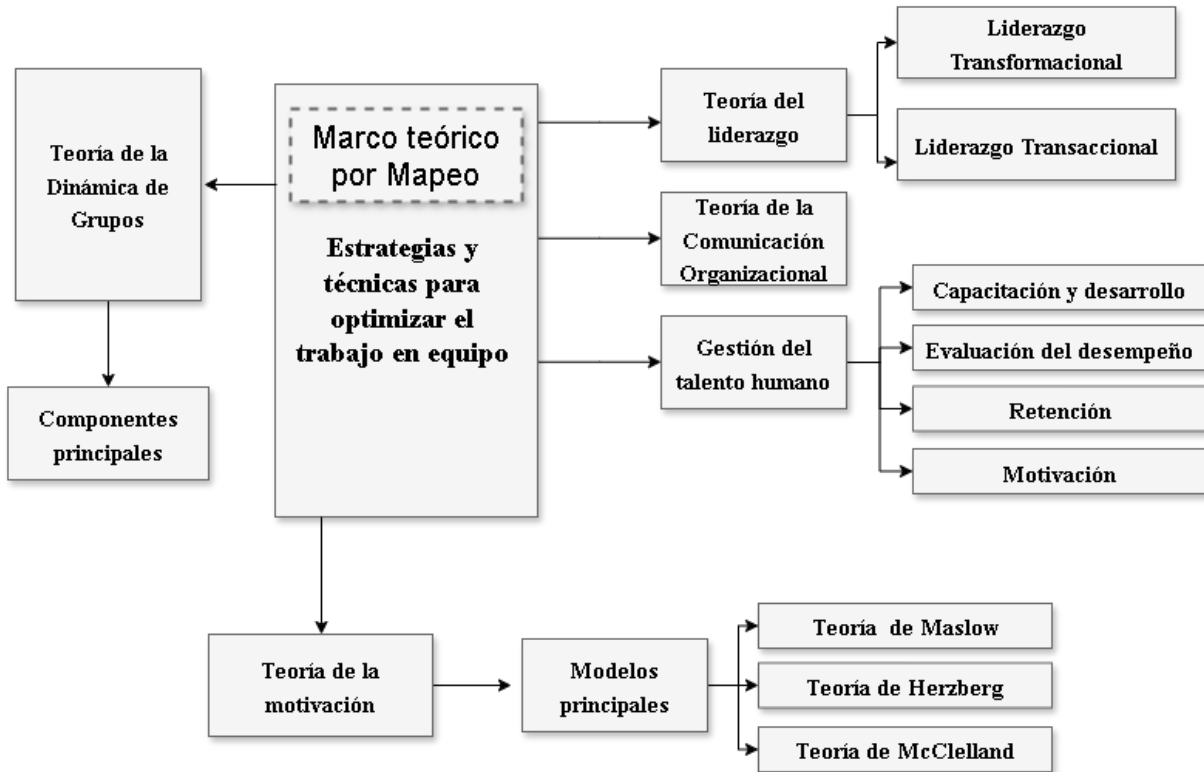 Marco teórico
por Mapeo
Estrategias y
técnicas para
optimizar el
trabajo en equipo
Teoría de la
Dinámica de
Grupos
Componentes
principales
Teoría del
liderazgo
Liderazgo
Transformacional
Liderazgo Transaccional
Teoría de la
Comunicación
Organizacional
Gestión del
talento humano
Capacitación y desarrollo
Evaluación del desempeño
Retención
Motivación
Teoría de la
motivación
Modelos
principales
Teoría de Maslow
Teoría de Herzberg
Teoría de McClelland